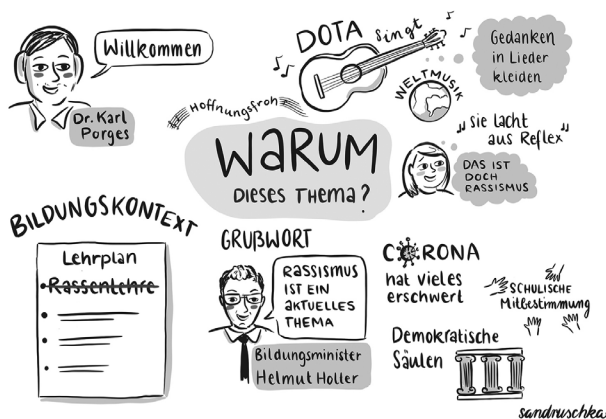 Willkommen
Dr. Karl
Porges
DOTA singt
Gedanken
in Lieder
kleiden
WELTMUSIK
Hoffnungsfroh
WARUM
DIESES THEMA?
„Sie lacht
aus Reflex"
DAS IST
DOCH
RASSISMUS
BILDUNGSKONTEXT
Lehrplan
Rassenlehre
GRUẞWORT
RASSISMUS
IST EIN
AKTUELLES
THEMA
Bildungsminister
Helmut Holler
CORONA
hat vieles
erschwert
SCHULISCHE
Mitbestimmung
Demokratische
Säulen
sandruschka